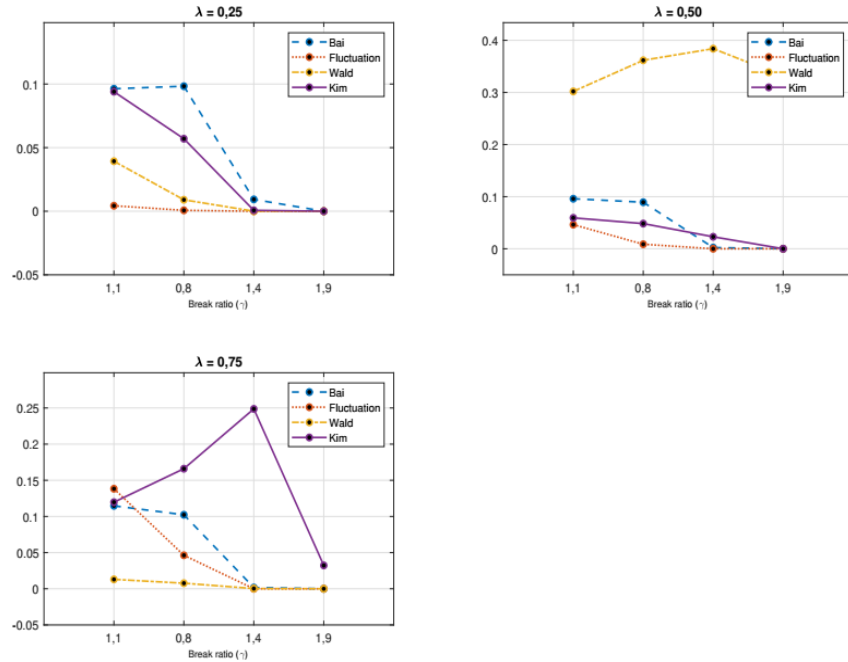 λ = 0,25
Bai
Fluctuation
Wald
Kim
0.1
0.05
0
-0.05
1,1 0,8 1,4 1,9
Break ratio (γ)
λ = 0,50
Bai
Fluctuation
Wald
Kim
0.4
0.3
0.2
0.1
0
1,1 0,8 1,4 1,9
Break ratio (γ)
λ = 0,75
Bai
Fluctuation
Wald
Kim
0.25
0.2
0.15
0.1
0.05
0
-0.05
1,1 0,8 1,4 1,9
Break ratio (γ)